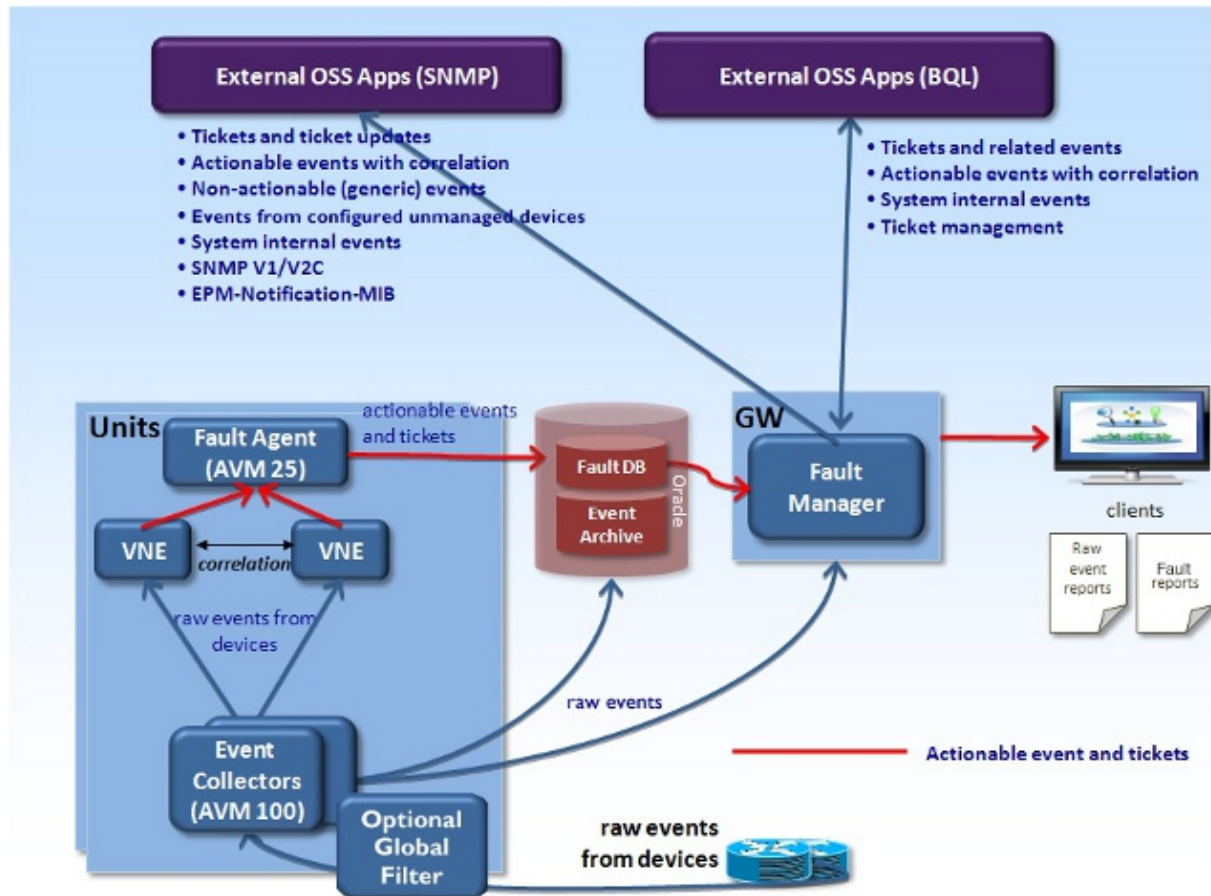 External OSS Apps (SNMP)
• Tickets and ticket updates
• Actionable events with correlation
• Non-actionable (generic) events
• Events from configured unmanaged devices
• System internal events
• SNMP V1/V2C
• EPM-Notification-MIB
External OSS Apps (BQL)
• Tickets and related events
• Actionable events with correlation
• System internal events
• Ticket management
Units
Fault Agent
(AVM 25)
VNE
correlation
VNE
raw events from
devices
Event
Collectors
(AVM 100)
Optional
Global
Filter
actionable events
and tickets
Fault DB
Event
Archive
Oracle
GW
Fault
Manager
clients
Raw
event
reports
Fault
reports
raw events
Actionable event and tickets
raw events
from devices